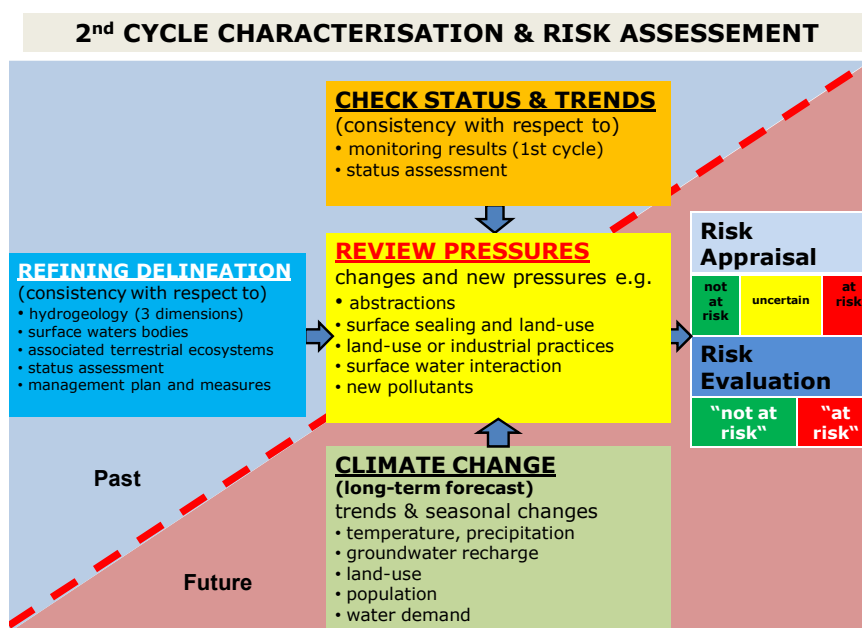 2nd CYCLE CHARACTERISATION & RISK ASSESSEMENT
CHECK STATUS & TRENDS
(consistency with respect to)
• monitoring results (1st cycle)
• status assessment
REFINING DELINEATION
(consistency with respect to)
• hydrogeology (3 dimensions)
• surface waters bodies
• associated terrestrial ecosystems
• status assessment
• management plan and measures
REVIEW PRESSURES
changes and new pressures e.g.
• abstractions
• surface sealing and land-use
• land-use or industrial practices
• surface water interaction
• new pollutants
Risk
Appraisal
not
at
risk
uncertain
at
risk
Risk
Evaluation
"not at
risk"
"at
risk"
CLIMATE CHANGE
(long-term forecast)
trends & seasonal changes
• temperature, precipitation
• groundwater recharge
• land-use
• population
• water demand
Past
Future